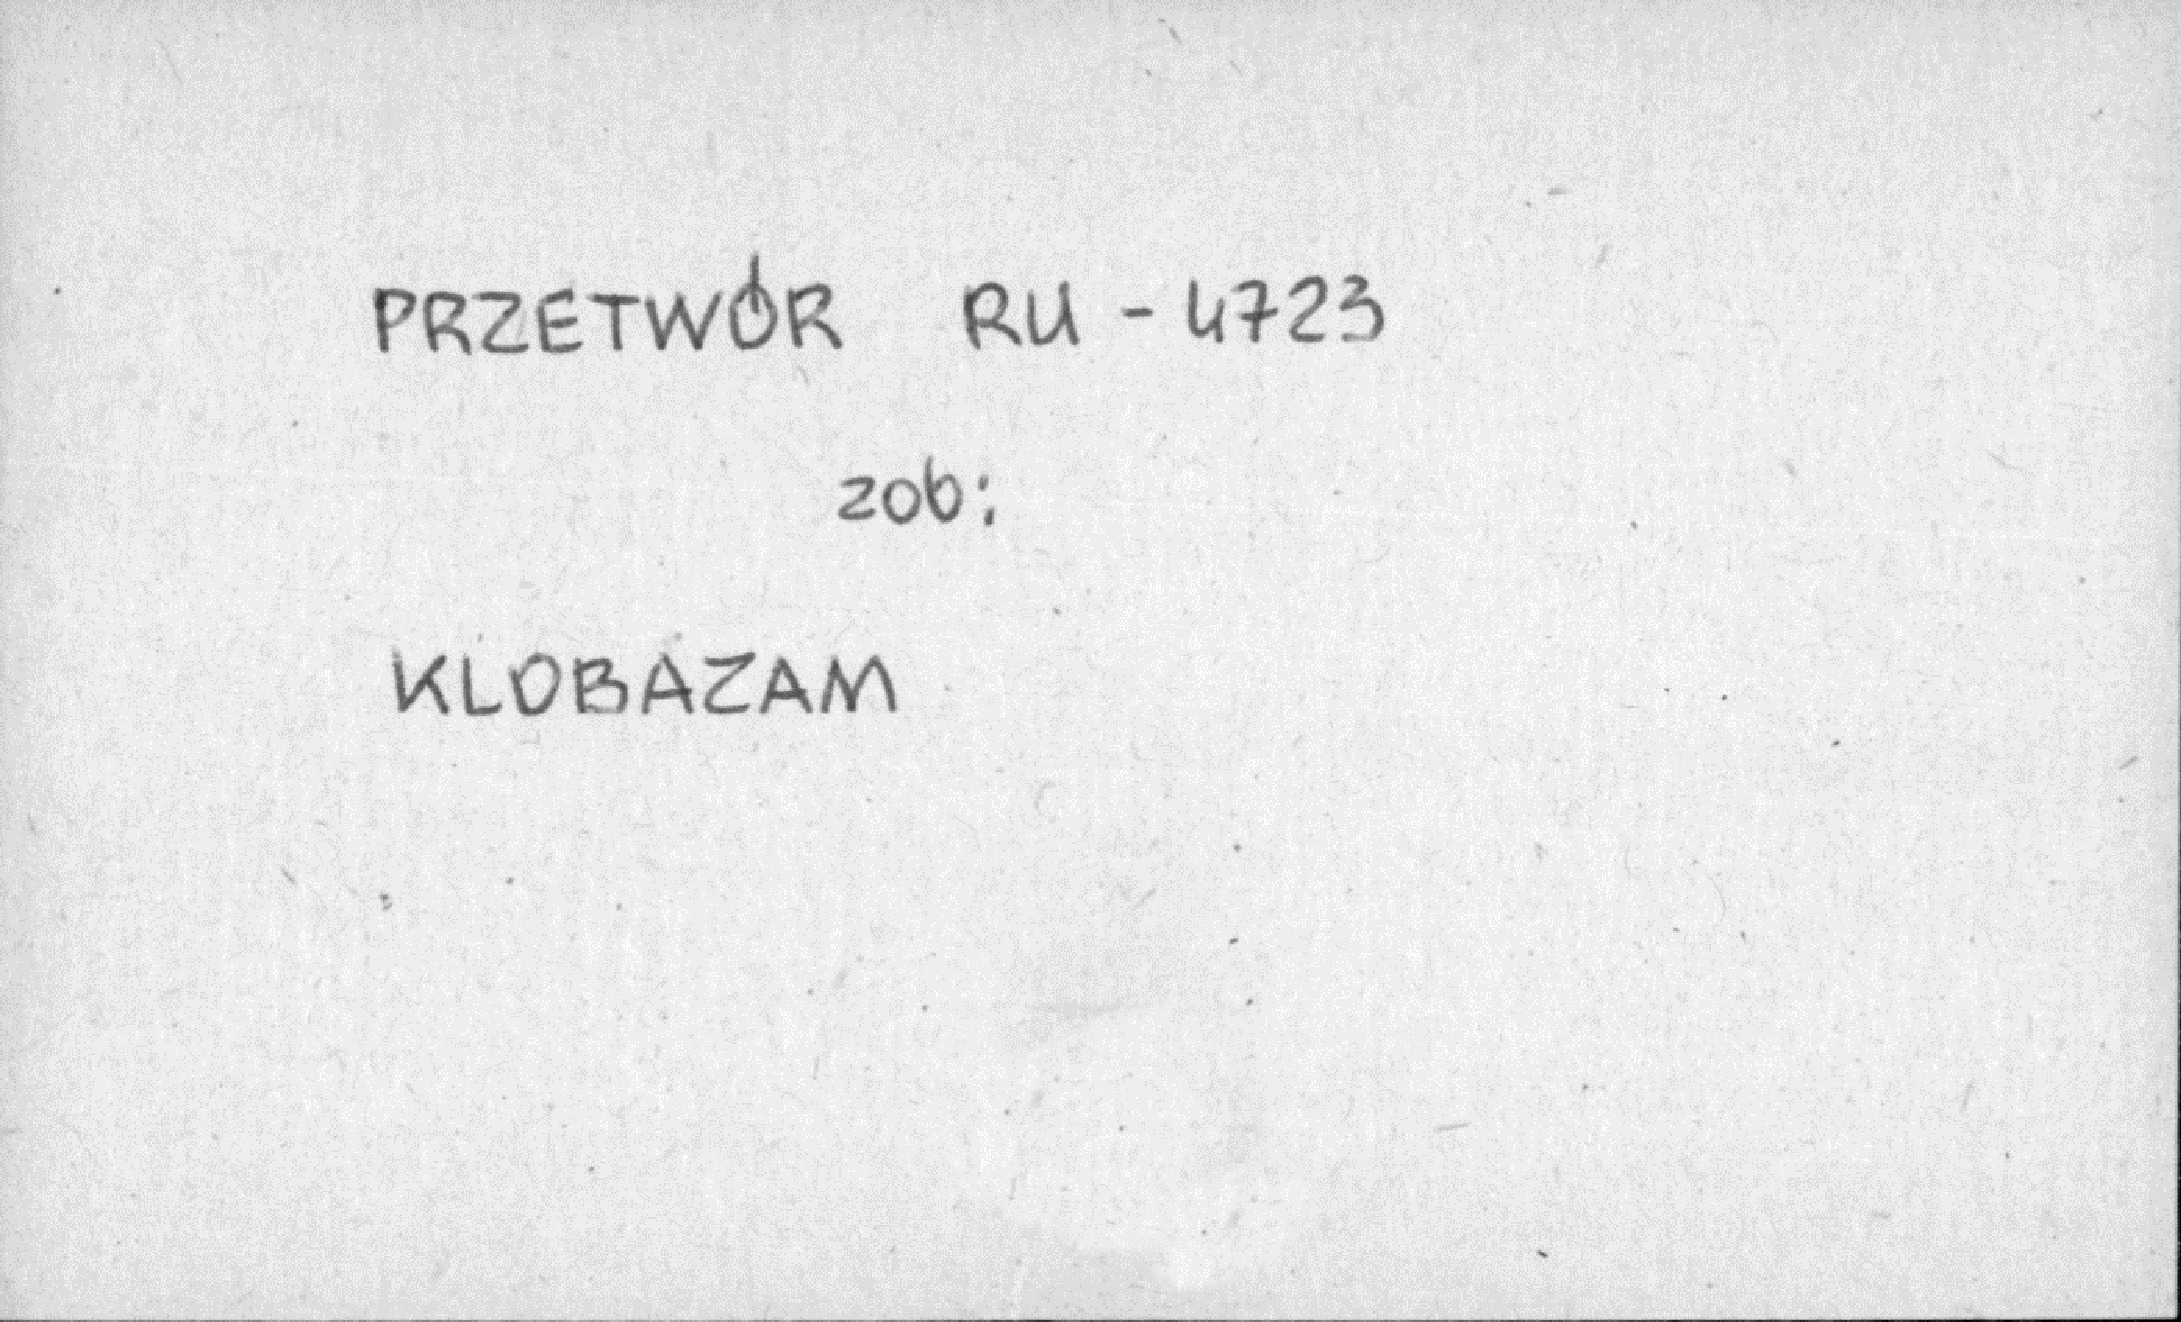 PRZETWÓR RU - 4723
zob:
KLOBAZAM